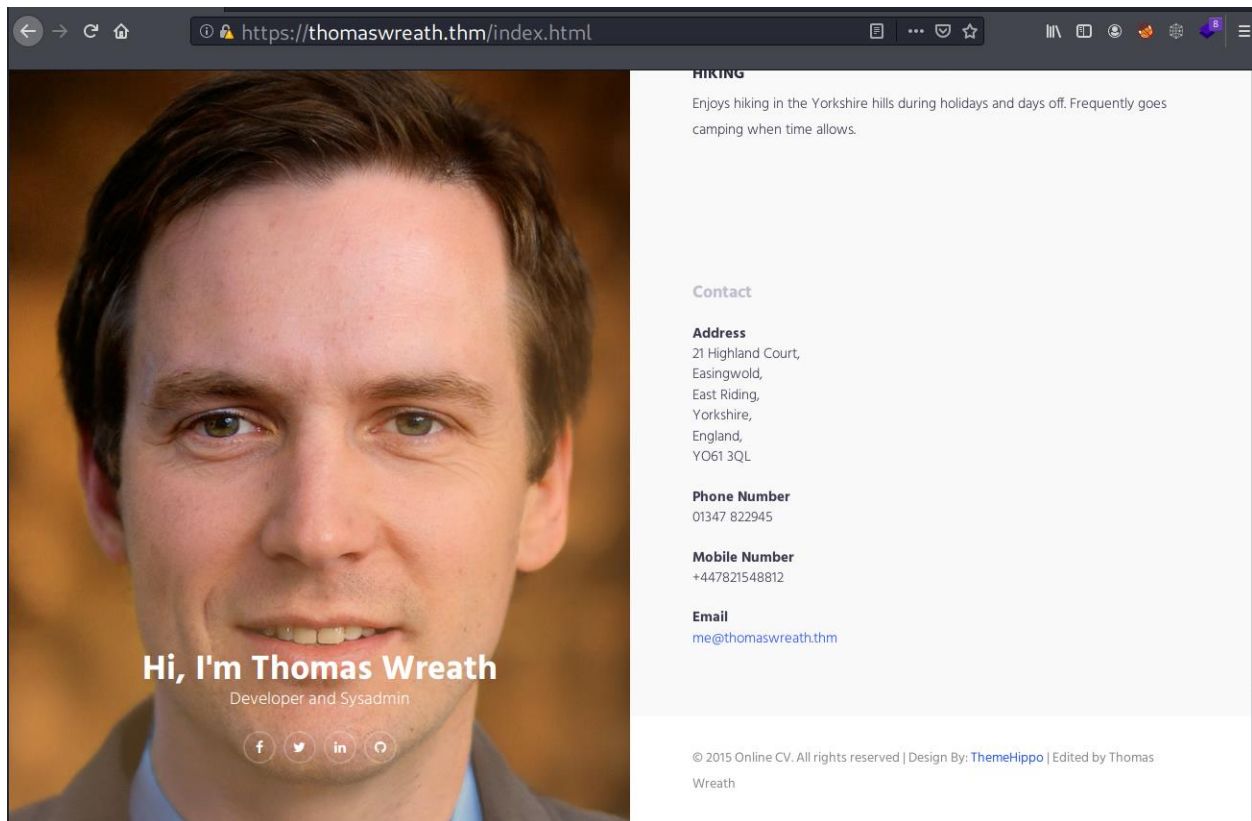 https://thomaswreath.thm/index.html
8
HIKING
Enjoys hiking in the Yorkshire hills during holidays and days off. Frequently goes
camping when time allows.
Contact
Address
21 Highland Court,
Easingwold,
East Riding,
Yorkshire,
England,
YO61 3QL
Phone Number
01347 822945
Mobile Number
+447821548812
Email
me@thomaswreath.thm
Hi, I'm Thomas Wreath
Developer and Sysadmin
© 2015 Online CV. All rights reserved | Design By: ThemeHippo | Edited by Thomas
Wreath